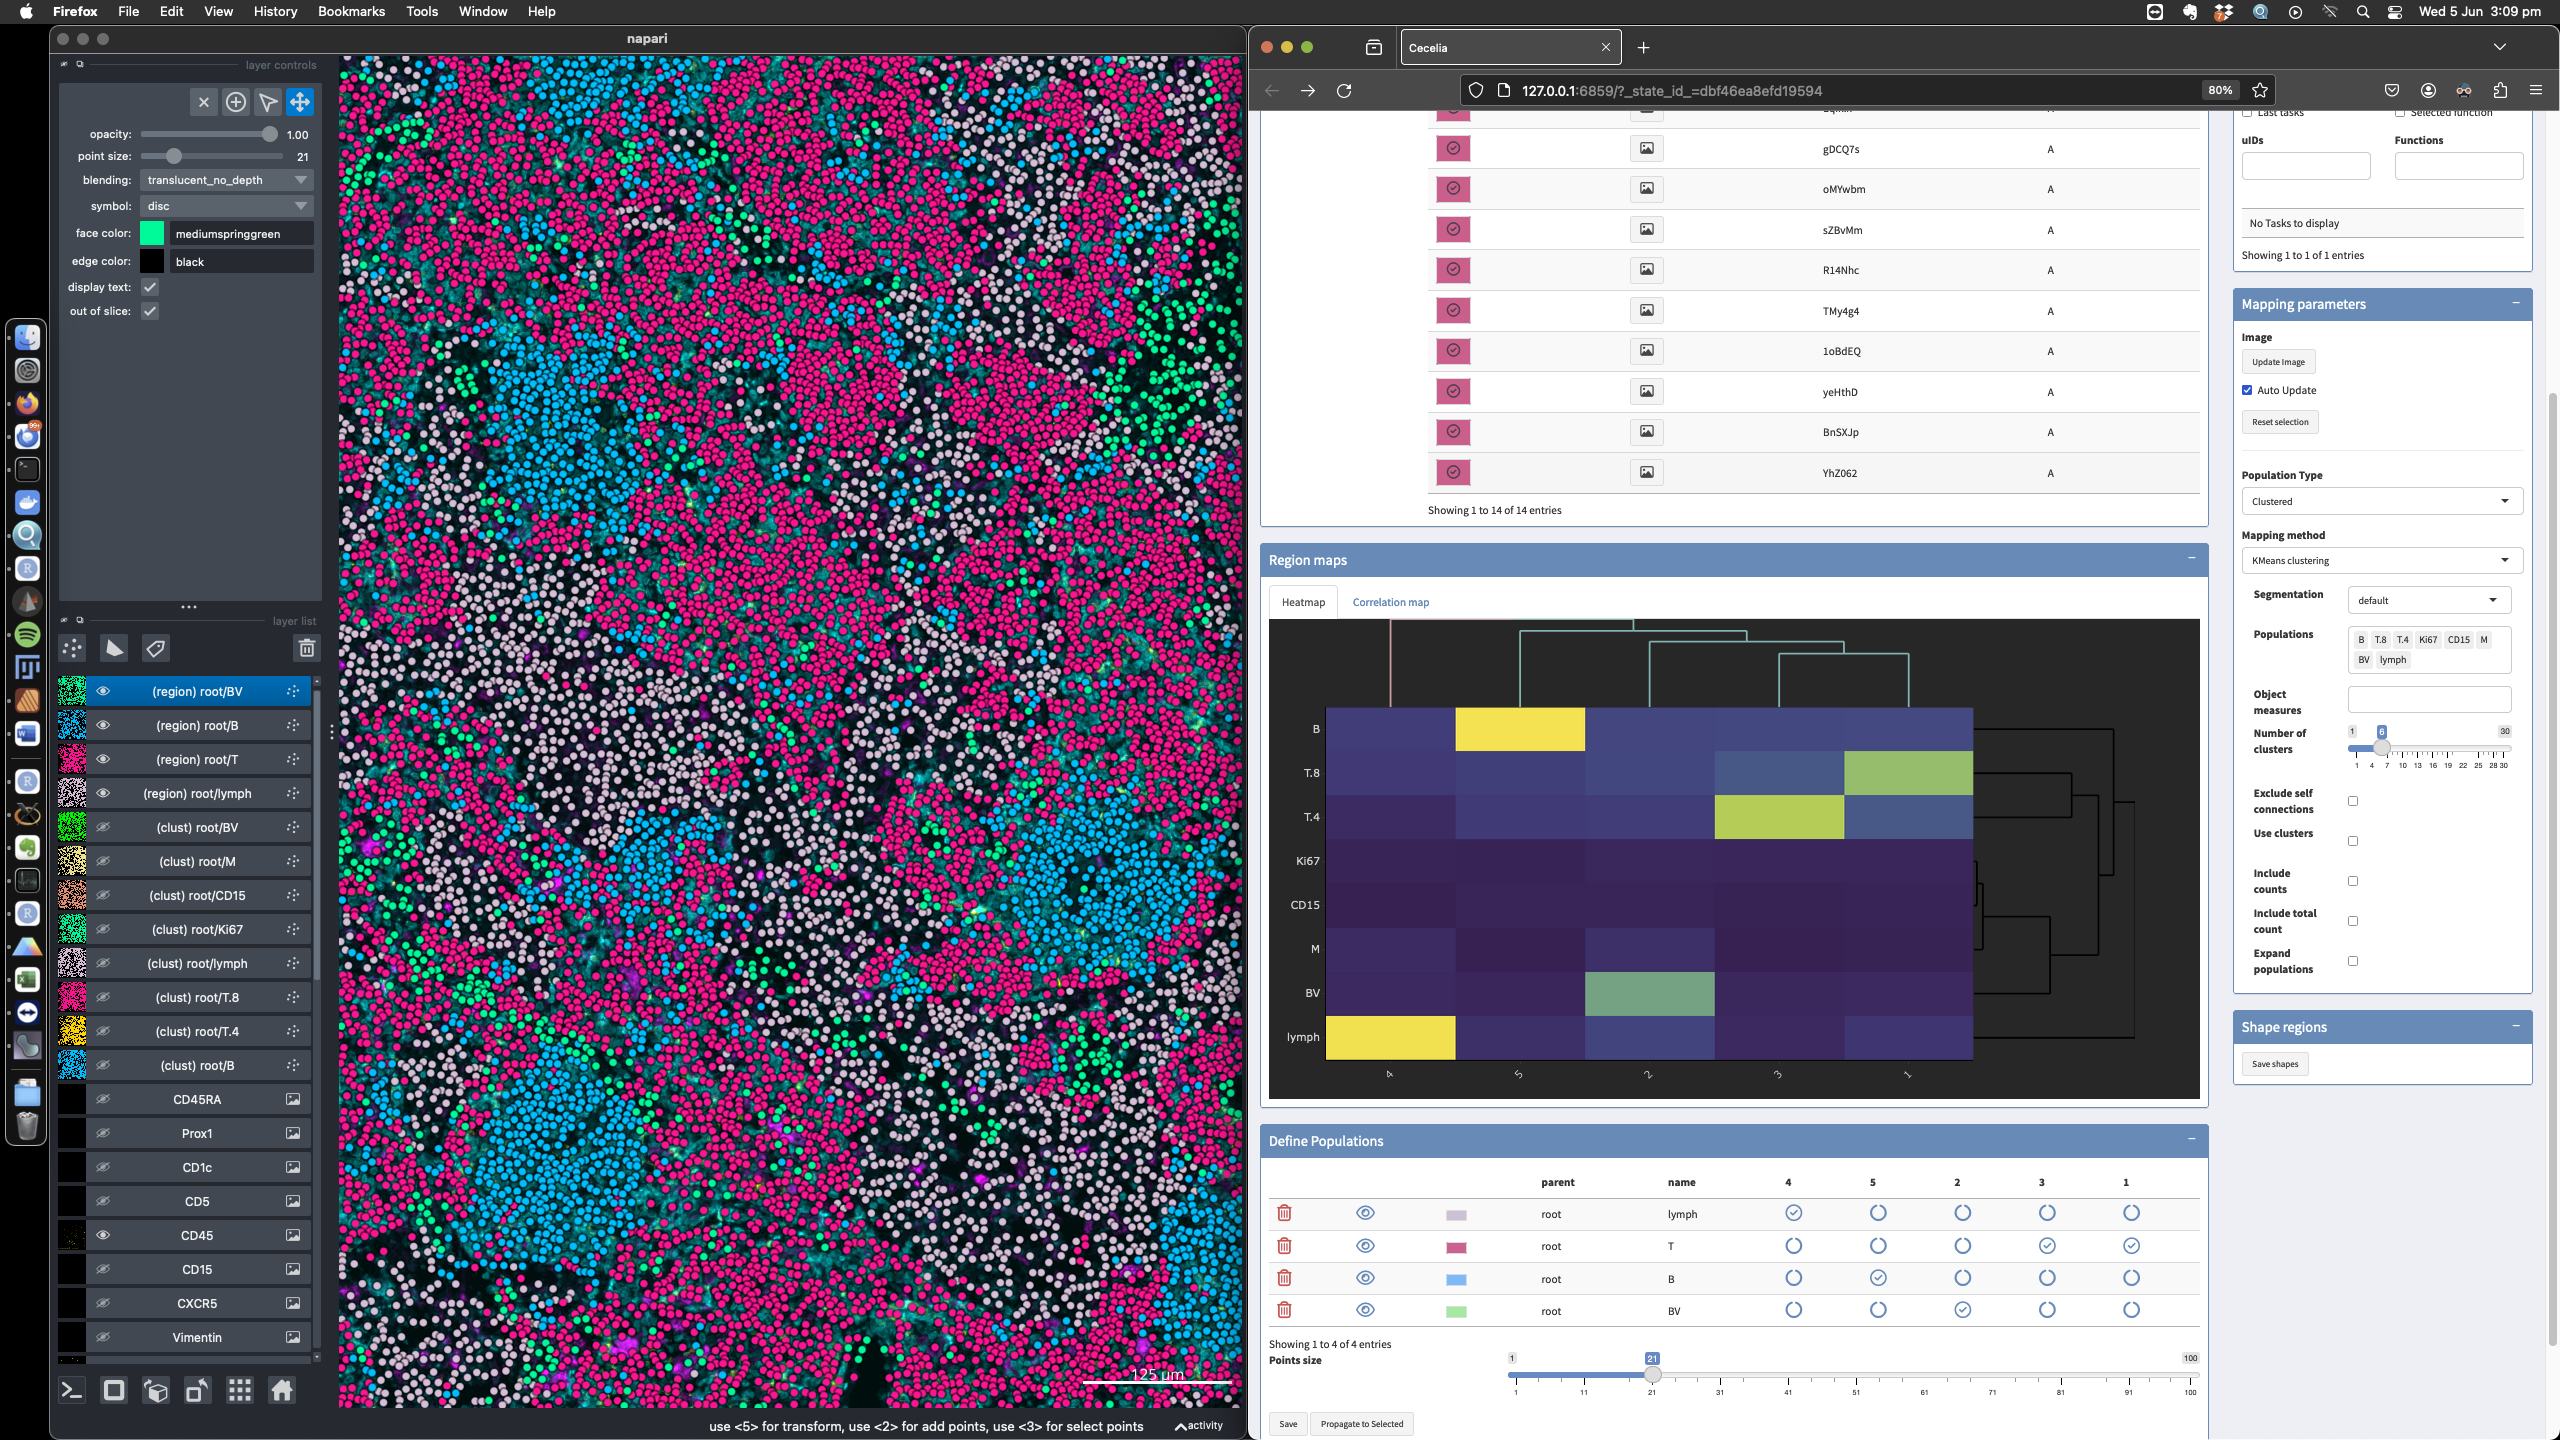 Firefox File Edit View History Bookmarks Tools Window Help
Wed 5 Jun 3:09 pm
napari
layer controls
opacity: 1.00
point size: 21
blending: translucent_no_depth
symbol: disc
face color: mediumspringgreen
edge color: black
display text:
out of slice:
layer list
(region) root/BV
(region) root/B
(region) root/T
(region) root/lymph
(clust) root/BV
(clust) root/M
(clust) root/CD15
(clust) root/Ki67
(clust) root/lymph
(clust) root/T.8
(clust) root/T.4
(clust) root/B
CD45RA
Prox1
CD1c
CD5
CD45
CD15
CXCR5
Vimentin
125 µm
use <5> for transform, use <2> for add points, use <3> for select points
activity
Cecelia
127.0.0.1:6859/?_state_id_=dbf46ea8efd19594
80%
gDCQ7s A
oMYwbm A
sZBvMm A
R14Nhc A
TMy4g4 A
1oBdEQ A
yeHthD A
BnSXJp A
YhZ062 A
Showing 1 to 14 of 14 entries
Region maps
Heatmap Correlation map
B
T.8
T.4
Ki67
CD15
M
BV
lymph
4 5 2 3 1
Define Populations
parent name 4 5 2 3 1
root lymph
root T
root B
root BV
Showing 1 to 4 of 4 entries
Points size
1 21 100
1 11 21 31 41 51 61 71 81 91 100
Save Propagate to Selected
Last tasks Selected function
uIDs Functions
No Tasks to display
Showing 1 to 1 of 1 entries
Mapping parameters
Image
Update Image
Auto Update
Reset selection
Population Type
Clustered
Mapping method
KMeans clustering
Segmentation default
Populations B T.8 T.4 Ki67 CD15 M
BV lymph
Object
measures
Number of
clusters
1 6 30
1 4 7 10 13 16 19 22 25 28 30
Exclude self
connections
Use clusters
Include
counts
Include total
count
Expand
populations
Shape regions
Save shapes